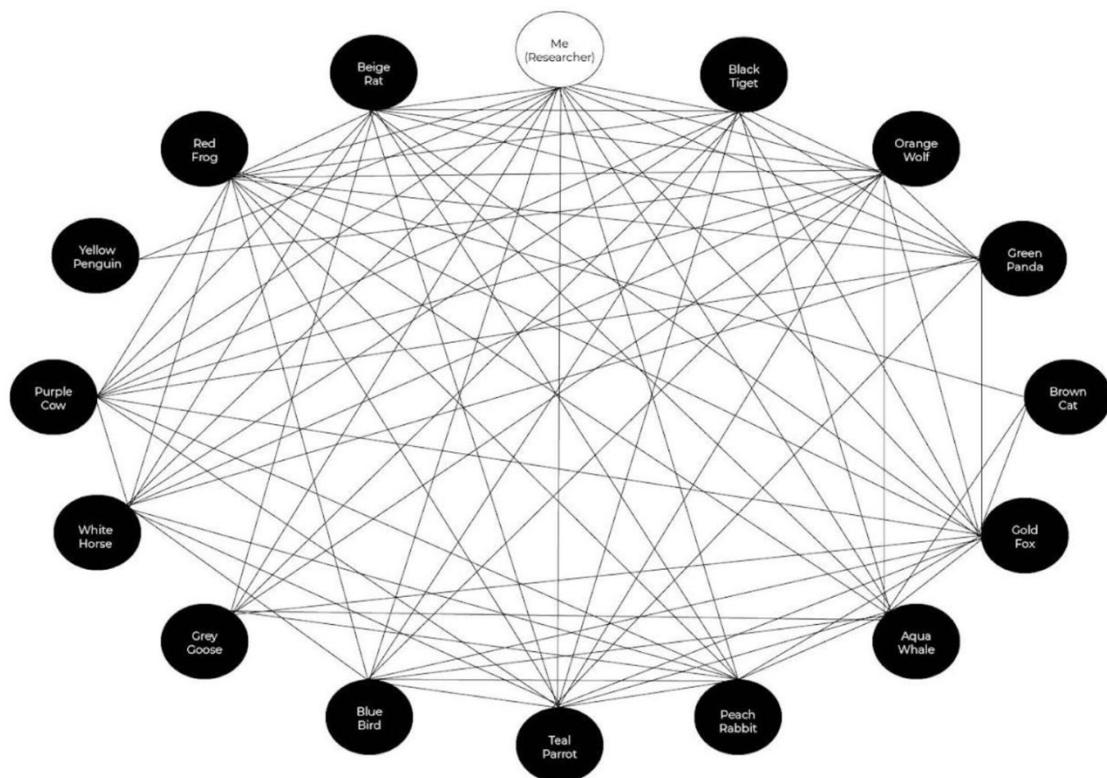 Me
(Researcher)
Beige
Rat
Black
Tiget
Red
Frog
Orange
Wolf
Yellow
Penguin
Green
Panda
Purple
Cow
Brown
Cat
White
Horse
Gold
Fox
Grey
Goose
Aqua
Whale
Blue
Bird
Peach
Rabbit
Teal
Parrot